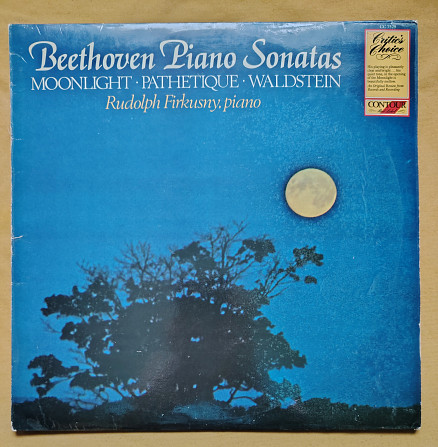 Beethoven Piano Sonatas
MOONLIGHT · PATHETIQUE · WALDSTEIN
Rudolph Firkusny, piano
Critic's
Choice
CONTOUR